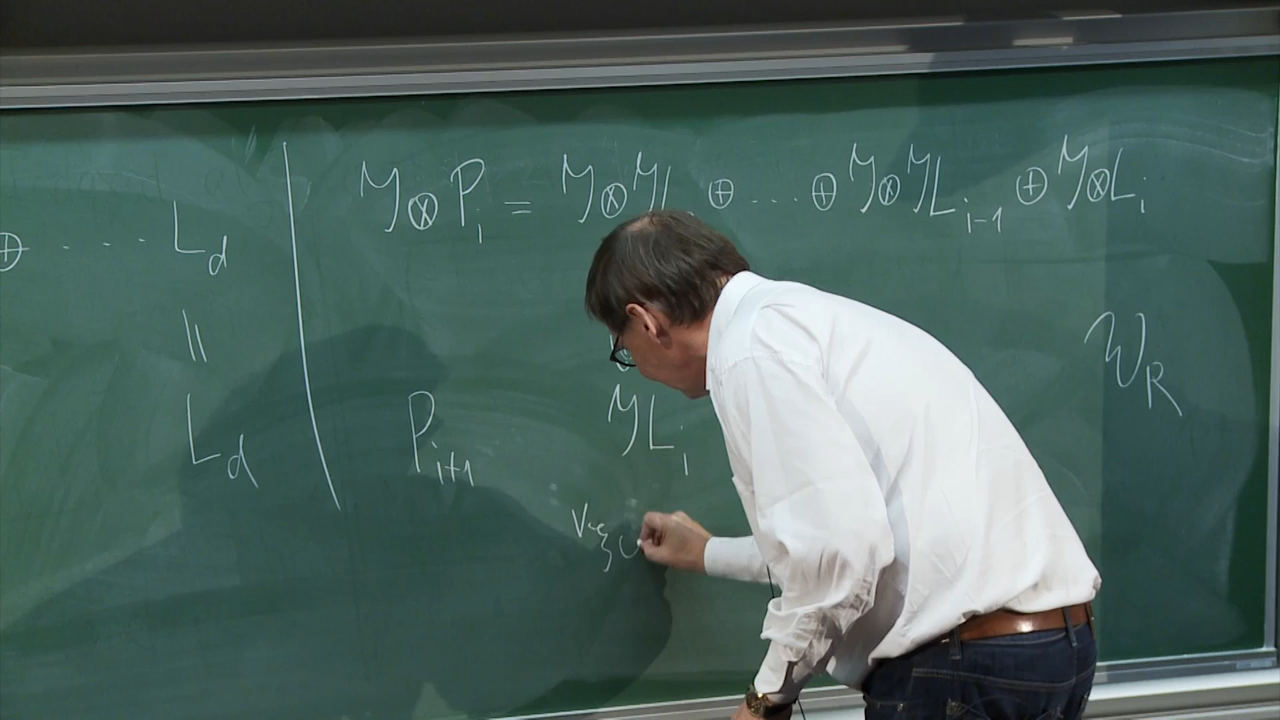 ⊕ .... L_d
||
L_d
M⊗P_i = M⊗ML ⊕ ... ⊕ M⊗ML_{i-1} ⊕ M⊗L_i
W_R
P_{i+1} ML_i